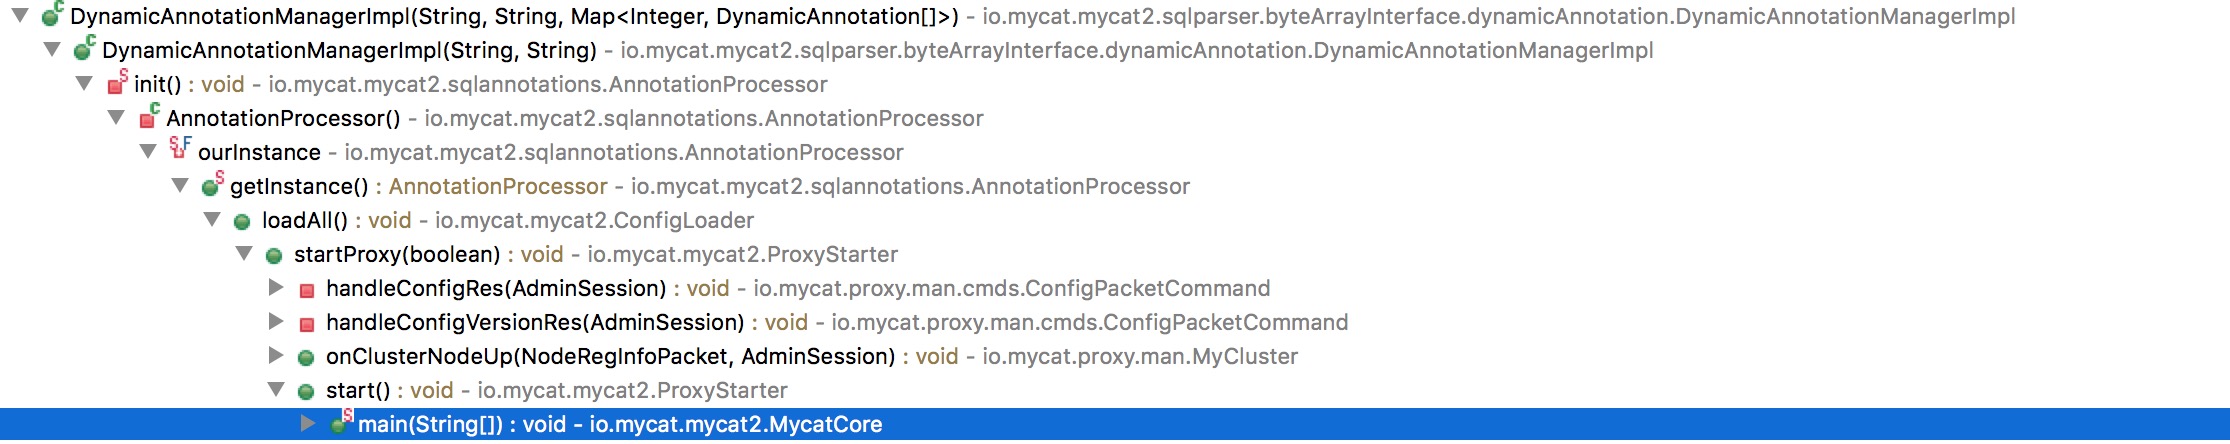 DynamicAnnotationManagerImpl(String, String, Map<Integer, DynamicAnnotation[]>) - io.mycat.mycat2.sqlparser.byteArrayInterface.dynamicAnnotation.DynamicAnnotationManagerImpl
DynamicAnnotationManagerImpl(String, String) - io.mycat.mycat2.sqlparser.byteArrayInterface.dynamicAnnotation.DynamicAnnotationManagerImpl
init() : void - io.mycat.mycat2.sqlannotations.AnnotationProcessor
AnnotationProcessor() - io.mycat.mycat2.sqlannotations.AnnotationProcessor
ourInstance - io.mycat.mycat2.sqlannotations.AnnotationProcessor
getInstance() : AnnotationProcessor - io.mycat.mycat2.sqlannotations.AnnotationProcessor
loadAll() : void - io.mycat.mycat2.ConfigLoader
startProxy(boolean) : void - io.mycat.mycat2.ProxyStarter
handleConfigRes(AdminSession) : void - io.mycat.proxy.man.cmds.ConfigPacketCommand
handleConfigVersionRes(AdminSession) : void - io.mycat.proxy.man.cmds.ConfigPacketCommand
onClusterNodeUp(NodeRegInfoPacket, AdminSession) : void - io.mycat.proxy.man.MyCluster
start() : void - io.mycat.mycat2.ProxyStarter
main(String[]) : void - io.mycat.mycat2.MycatCore